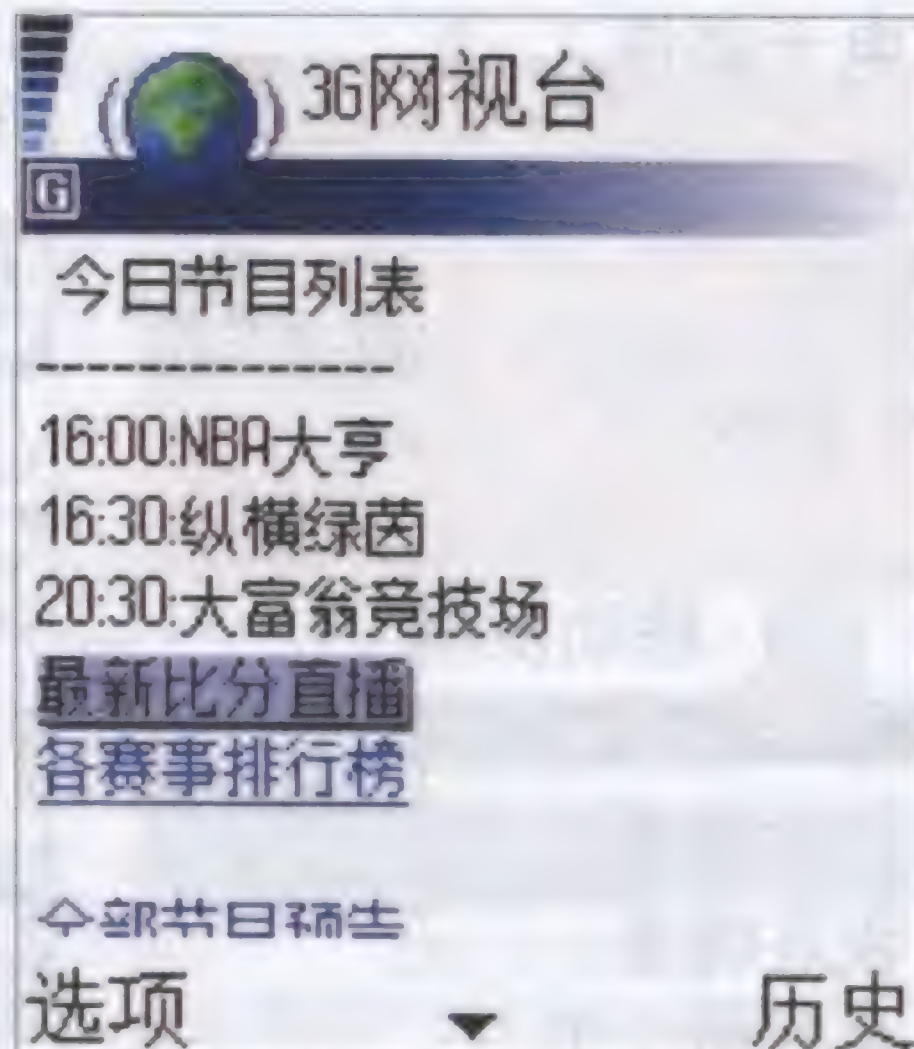 3G网视台
G
今日节目列表
---------------
16:00:NBA大亨
16:30:纵横绿茵
20:30:大富翁竞技场
最新比分直播
各赛事排行榜
全部节目预告
选项
历史